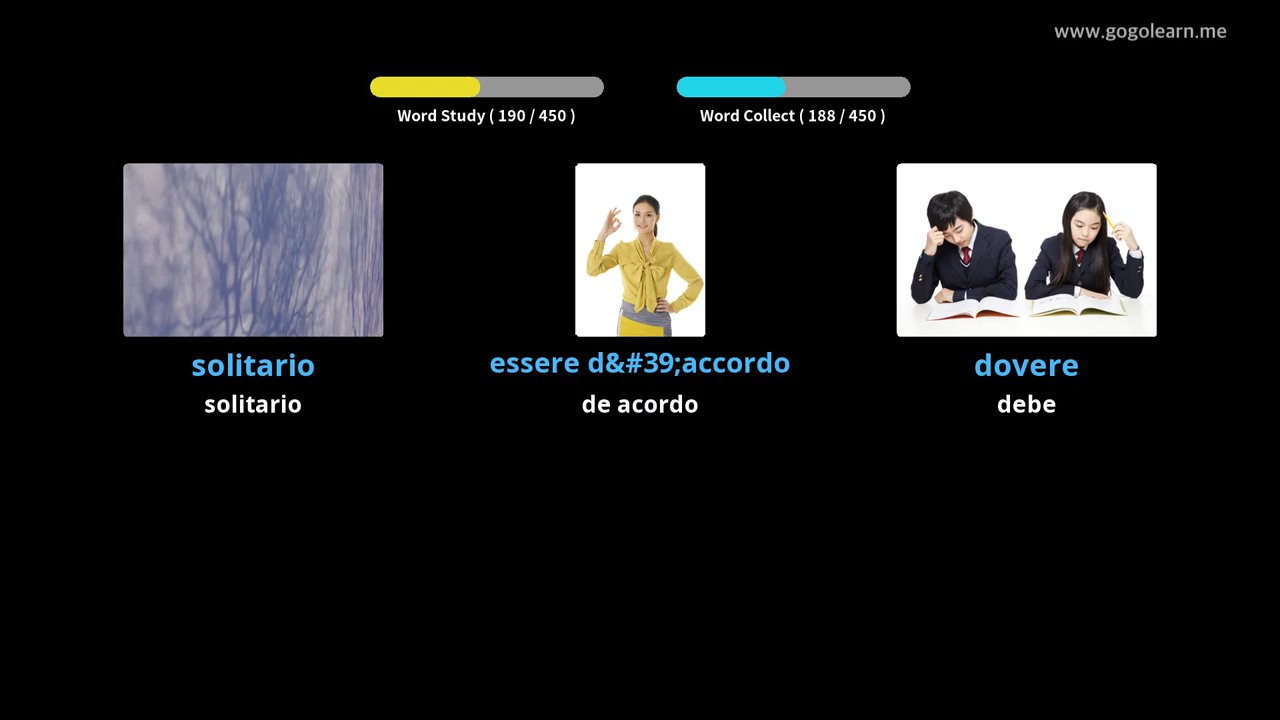 www.gogolearn.me
Word Study ( 190 / 450 )
Word Collect ( 188 / 450 )
solitario
solitario
essere d&#39;accordo
de acordo
dovere
debe